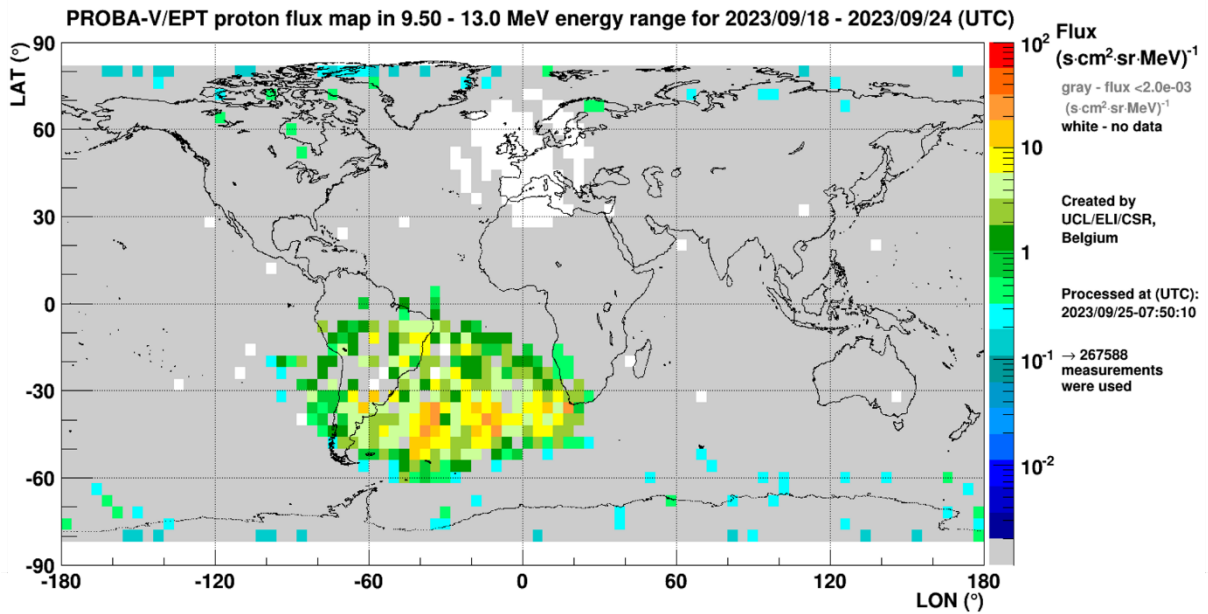 PROBA-V/EPT proton flux map in 9.50 - 13.0 MeV energy range for 2023/09/18 - 2023/09/24 (UTC)
LAT (°)
90
60
30
0
-30
-60
-90
-180
-120
-60
0
60
120
180
LON (°)
10²
10
1
10⁻¹
10⁻²
Flux
(s·cm²·sr·MeV)⁻¹
gray - flux <2.0e-03
(s·cm²·sr·MeV)⁻¹
white - no data
Created by
UCL/ELI/CSR,
Belgium
Processed at (UTC):
2023/09/25-07:50:10
→ 267588
measurements
were used